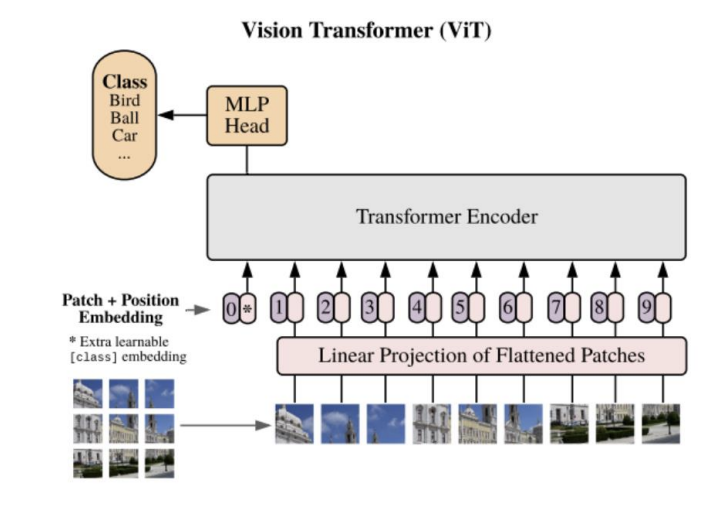 Vision Transformer (ViT)
Class
Bird
Ball
Car
...
MLP
Head
Transformer Encoder
Patch + Position
Embedding
0 * 1 2 3 4 5 6 7 8 9
* Extra learnable
[class] embedding
Linear Projection of Flattened Patches